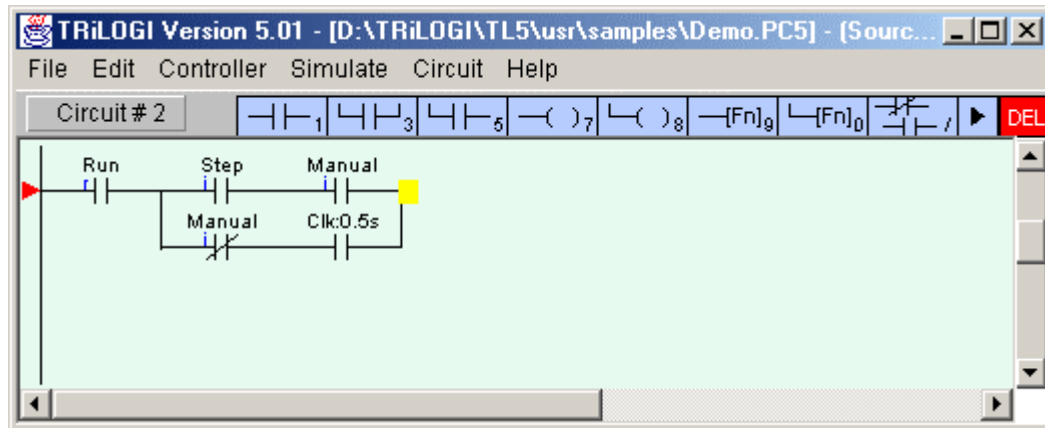 TRiLOGI Version 5.01 - [D:\TRiLOGI\TL5\usr\samples\Demo.PC5] - (Sourc...
File Edit Controller Simulate Circuit Help
Circuit # 2 1 3 5 7 8 [Fn] 9 [Fn] 0 / DEL
Run Step Manual
r i i
Manual Clk:0.5s
i